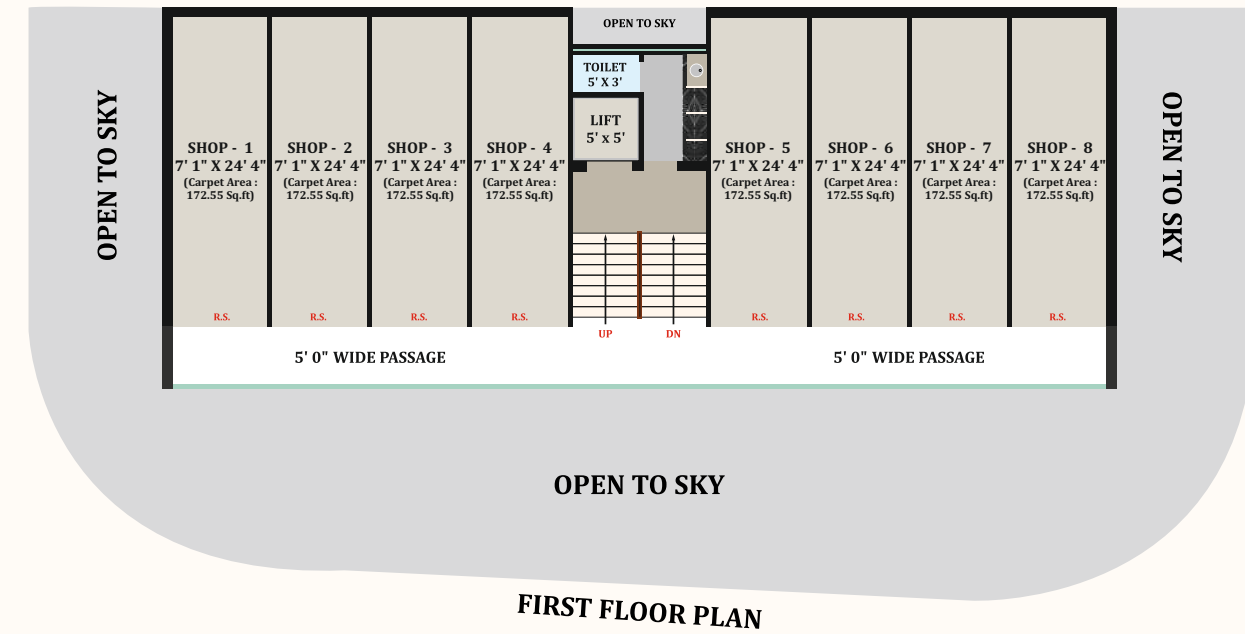 OPEN TO SKY
OPEN TO SKY
TOILET
5' X 3'
LIFT
5' x 5'
SHOP - 1
7' 1" X 24' 4"
(Carpet Area :
172.55 Sq.ft)
R.S.
SHOP - 2
7' 1" X 24' 4"
(Carpet Area :
172.55 Sq.ft)
R.S.
SHOP - 3
7' 1" X 24' 4"
(Carpet Area :
172.55 Sq.ft)
R.S.
SHOP - 4
7' 1" X 24' 4"
(Carpet Area :
172.55 Sq.ft)
R.S.
UP
DN
SHOP - 5
7' 1" X 24' 4"
(Carpet Area :
172.55 Sq.ft)
R.S.
SHOP - 6
7' 1" X 24' 4"
(Carpet Area :
172.55 Sq.ft)
R.S.
SHOP - 7
7' 1" X 24' 4"
(Carpet Area :
172.55 Sq.ft)
R.S.
SHOP - 8
7' 1" X 24' 4"
(Carpet Area :
172.55 Sq.ft)
R.S.
OPEN TO SKY
5' 0" WIDE PASSAGE
5' 0" WIDE PASSAGE
OPEN TO SKY
FIRST FLOOR PLAN